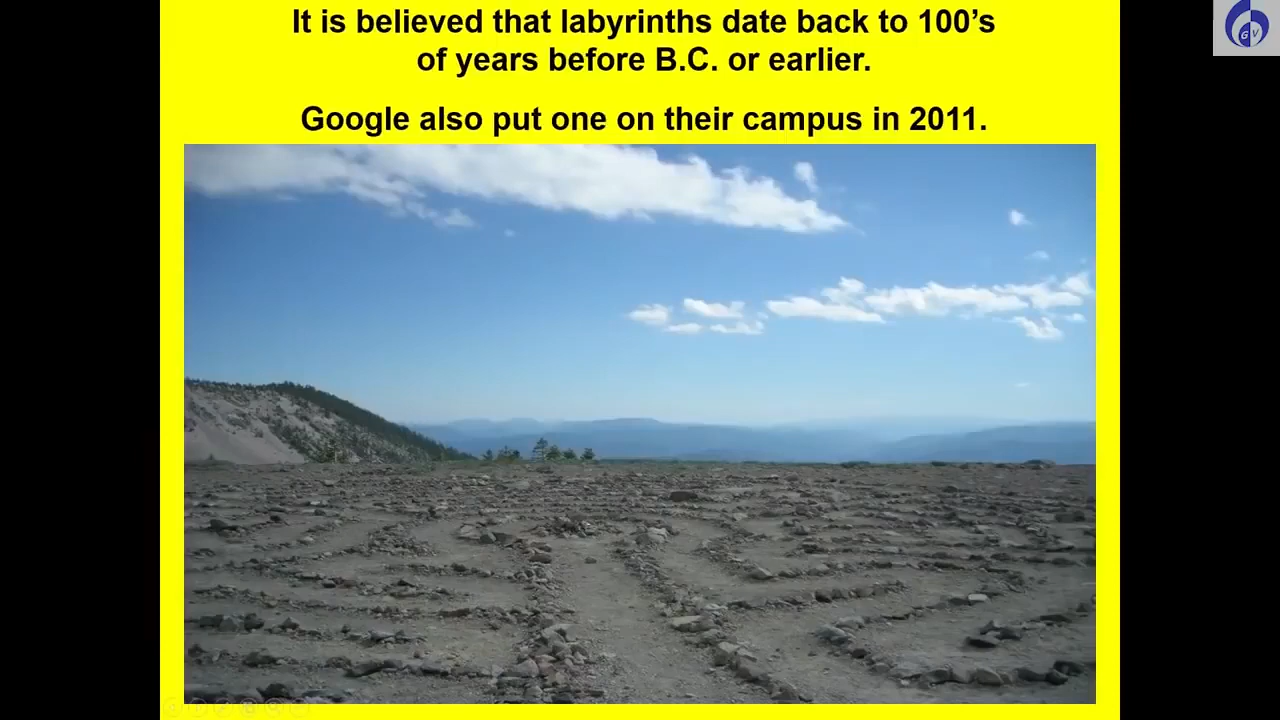 It is believed that labyrinths date back to 100’s
of years before B.C. or earlier.
Google also put one on their campus in 2011.
G V